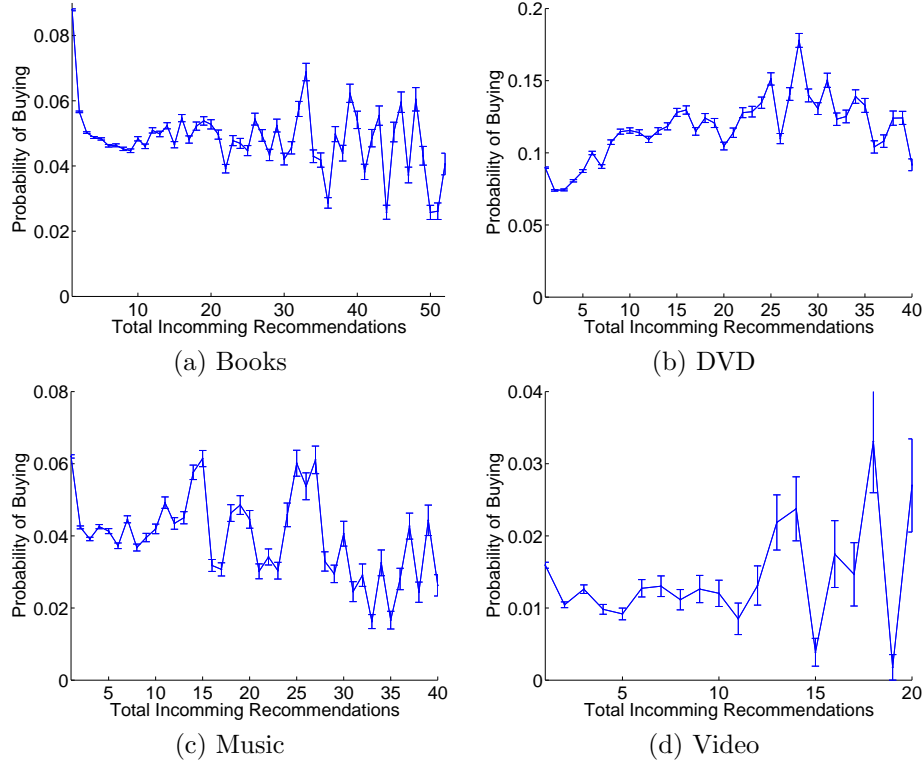 0.08
0.06
0.04
0.02
0
Probability of Buying
10 20 30 40 50
Total Incomming Recommendations
(a) Books
0.2
0.15
0.1
0.05
0
Probability of Buying
5 10 15 20 25 30 35 40
Total Incomming Recommendations
(b) DVD
0.08
0.06
0.04
0.02
0
Probability of Buying
5 10 15 20 25 30 35 40
Total Incomming Recommendations
(c) Music
0.04
0.03
0.02
0.01
0
Probability of Buying
5 10 15 20
Total Incomming Recommendations
(d) Video